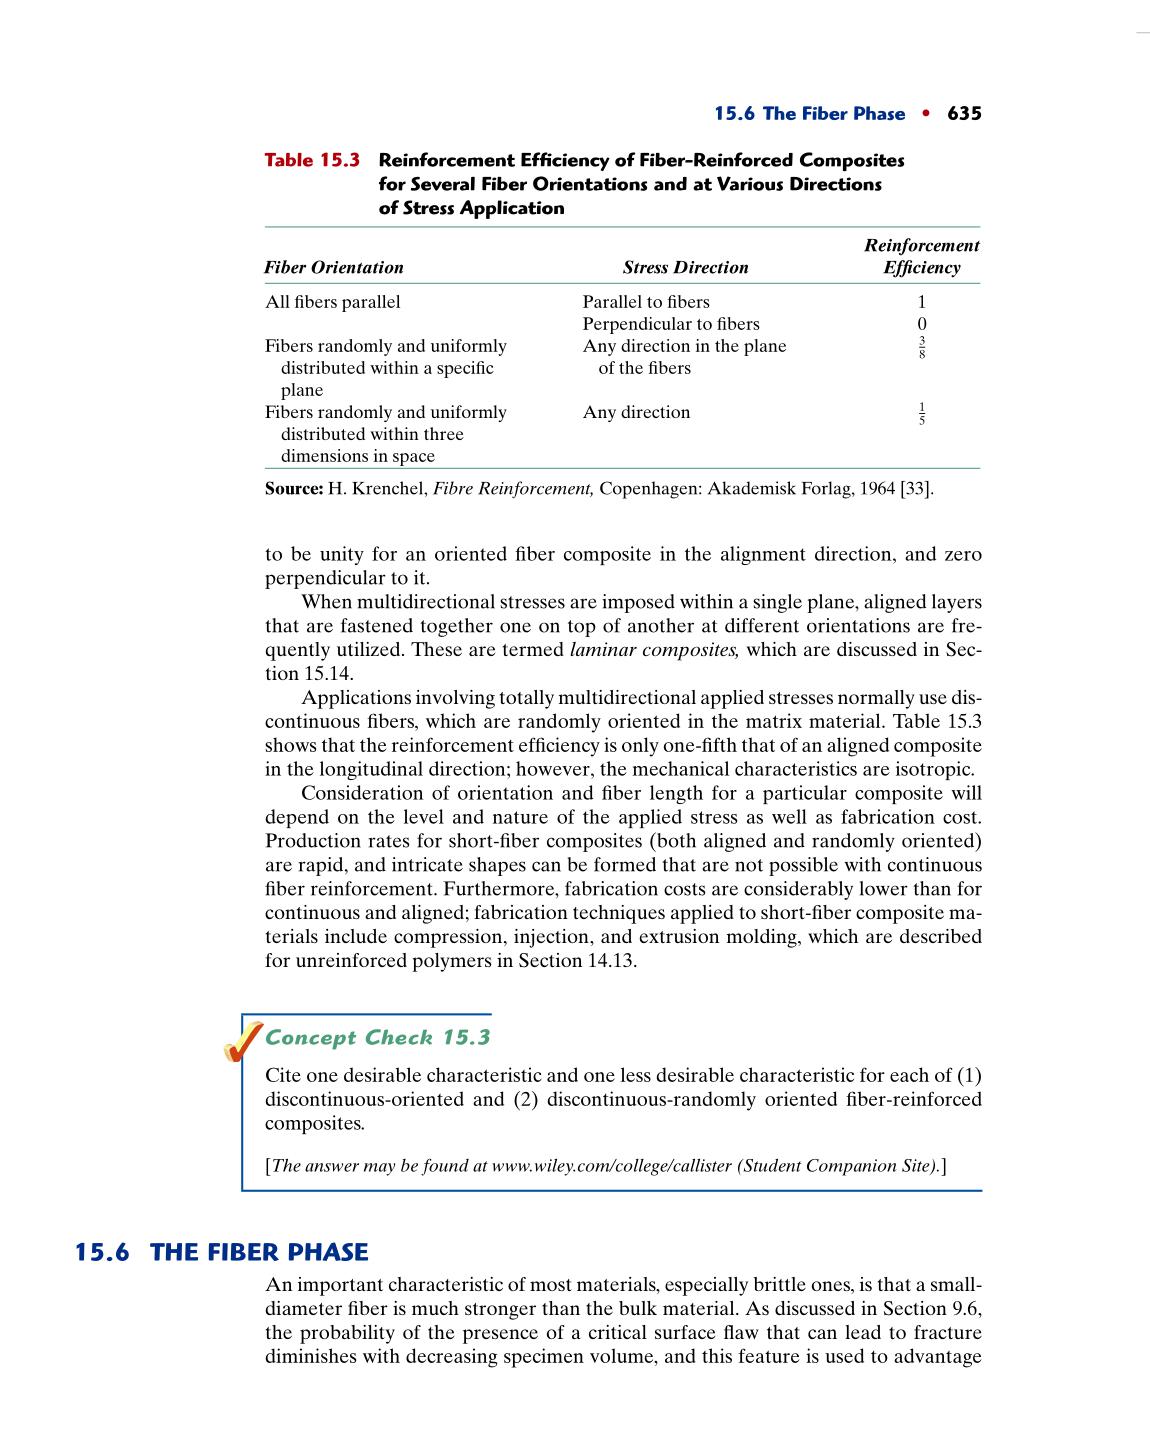 15.6 The Fiber Phase • 635
Table 15.3 Reinforcement Efficiency of Fiber-Reinforced Composites
for Several Fiber Orientations and at Various Directions
of Stress Application
Reinforcement
Fiber Orientation Stress Direction Efficiency
All fibers parallel Parallel to fibers 1
Perpendicular to fibers 0
Fibers randomly and uniformly Any direction in the plane 3/8
distributed within a specific of the fibers
plane
Fibers randomly and uniformly Any direction 1/5
distributed within three
dimensions in space
Source: H. Krenchel, Fibre Reinforcement, Copenhagen: Akademisk Forlag, 1964 [33].
to be unity for an oriented fiber composite in the alignment direction, and zero
perpendicular to it.
When multidirectional stresses are imposed within a single plane, aligned layers
that are fastened together one on top of another at different orientations are fre-
quently utilized. These are termed laminar composites, which are discussed in Sec-
tion 15.14.
Applications involving totally multidirectional applied stresses normally use dis-
continuous fibers, which are randomly oriented in the matrix material. Table 15.3
shows that the reinforcement efficiency is only one-fifth that of an aligned composite
in the longitudinal direction; however, the mechanical characteristics are isotropic.
Consideration of orientation and fiber length for a particular composite will
depend on the level and nature of the applied stress as well as fabrication cost.
Production rates for short-fiber composites (both aligned and randomly oriented)
are rapid, and intricate shapes can be formed that are not possible with continuous
fiber reinforcement. Furthermore, fabrication costs are considerably lower than for
continuous and aligned; fabrication techniques applied to short-fiber composite ma-
terials include compression, injection, and extrusion molding, which are described
for unreinforced polymers in Section 14.13.
Concept Check 15.3
Cite one desirable characteristic and one less desirable characteristic for each of (1)
discontinuous-oriented and (2) discontinuous-randomly oriented fiber-reinforced
composites.
[The answer may be found at www.wiley.com/college/callister (Student Companion Site).]
15.6 THE FIBER PHASE
An important characteristic of most materials, especially brittle ones, is that a small-
diameter fiber is much stronger than the bulk material. As discussed in Section 9.6,
the probability of the presence of a critical surface flaw that can lead to fracture
diminishes with decreasing specimen volume, and this feature is used to advantage